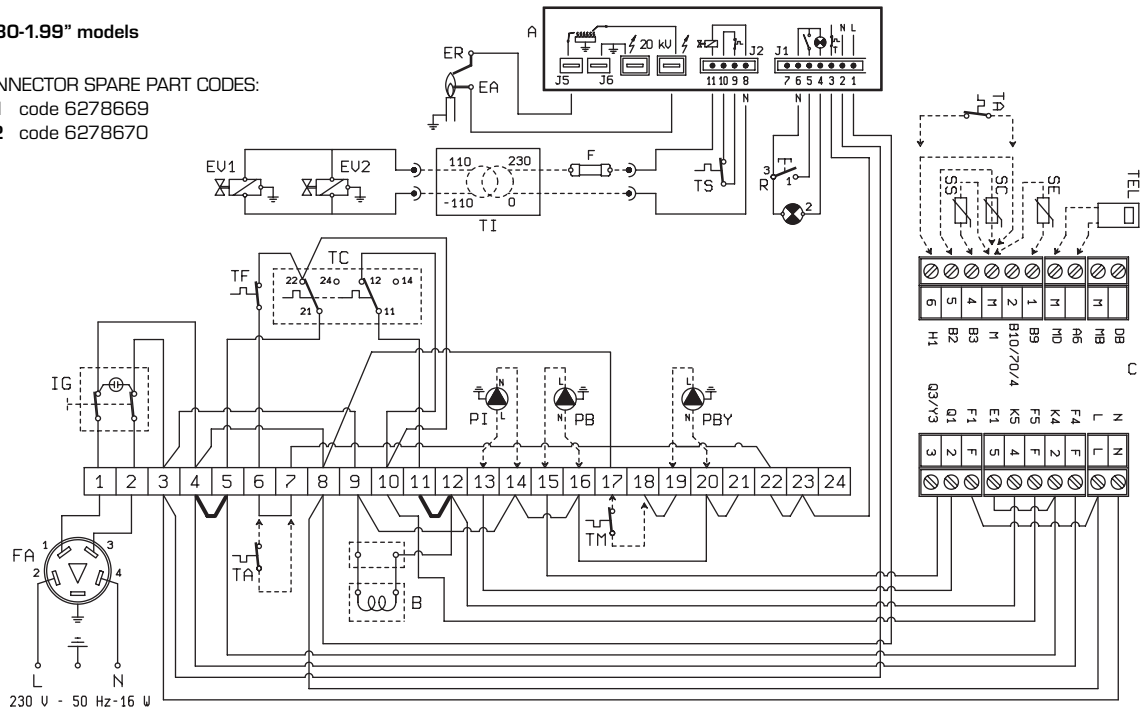 30-1.99” models
NNECTOR SPARE PART CODES:
code 6278669
2 code 6278670
A
ER
EA
20 kV
J5
J6
J2
J1
N L
11 10 9 8
7 6 5 4 3 2 1
N
N
EV1
EV2
110
230
-110
0
TI
F
TS
3
1
R
2
TA
SS
SC
SE
TEL
6 5 4 M 2 1 M M
H1 B2 B3 M B10/70/4 B9 MD A6 MB DB
C
TF
TC
22
24
12
14
21
11
IG
N
L
PI
L
N
PB
L
N
PBY
Q3/Y3 Q1 F1 E1 K5 F5 K4 F4 L N
3 2 F 5 4 F 2 F L N
1 2 3 4 5 6 7 8 9 10 11 12 13 14 15 16 17 18 19 20 21 22 23 24
FA
1
3
2
4
TA
B
TM
L
N
230 V - 50 Hz-16 W